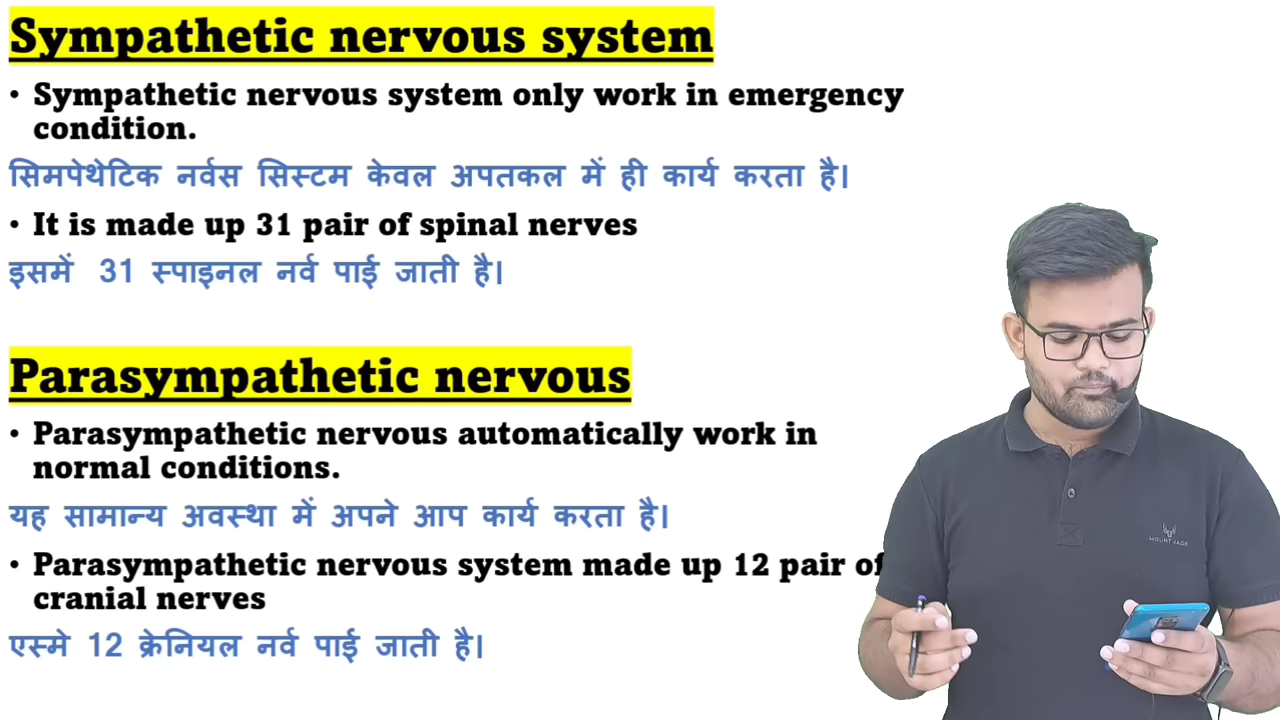 Sympathetic nervous system
• Sympathetic nervous system only work in emergency
condition.
सिमपेथेटिक नर्वस सिस्टम केवल अपतकल में ही कार्य करता है।
• It is made up 31 pair of spinal nerves
इसमें 31 स्पाइनल नर्व पाई जाती है।
Parasympathetic nervous
• Parasympathetic nervous automatically work in
normal conditions.
यह सामान्य अवस्था में अपने आप कार्य करता है।
• Parasympathetic nervous system made up 12 pair of
cranial nerves
एस्मे 12 क्रेनियल नर्व पाई जाती है।
MOUNT JACK